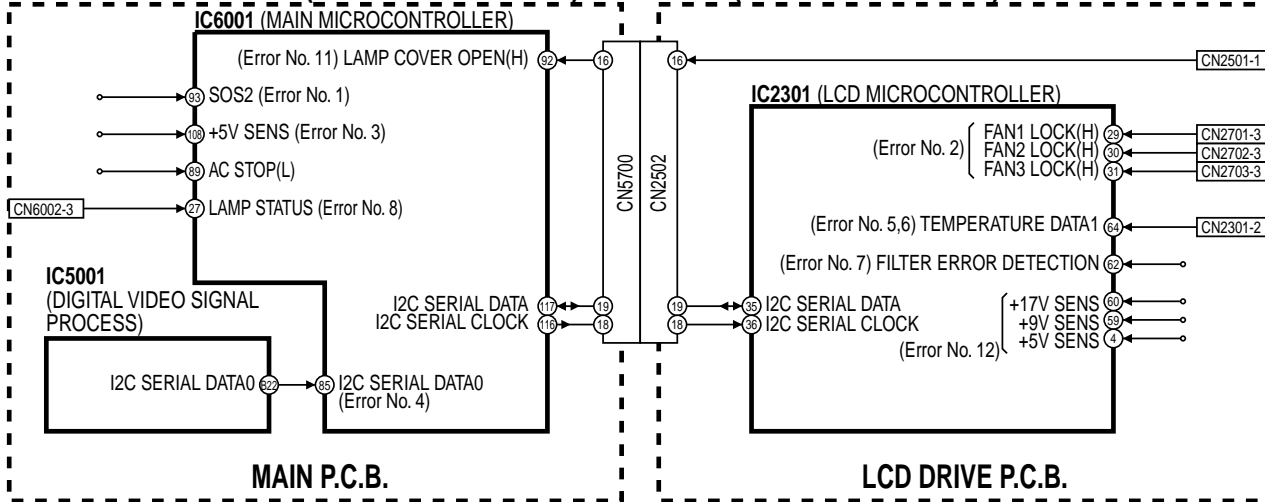 IC6001 (MAIN MICROCONTROLLER)
(Error No. 11) LAMP COVER OPEN(H) 92
16
93 SOS2 (Error No. 1)
108 +5V SENS (Error No. 3)
89 AC STOP(L)
CN6002-3
27 LAMP STATUS (Error No. 8)
IC5001
(DIGITAL VIDEO SIGNAL
PROCESS)
I2C SERIAL DATA0 B22
85 I2C SERIAL DATA0
(Error No. 4)
I2C SERIAL DATA 117
I2C SERIAL CLOCK 116
19
18
CN5700
CN2502
16
CN2501-1
19
18
IC2301 (LCD MICROCONTROLLER)
(Error No. 2)
FAN1 LOCK(H) 29
CN2701-3
FAN2 LOCK(H) 30
CN2702-3
FAN3 LOCK(H) 31
CN2703-3
(Error No. 5,6) TEMPERATURE DATA1 64
CN2301-2
(Error No. 7) FILTER ERROR DETECTION 62
35 I2C SERIAL DATA
36 I2C SERIAL CLOCK
(Error No. 12)
+17V SENS 60
+9V SENS 59
+5V SENS 4
MAIN P.C.B.
LCD DRIVE P.C.B.